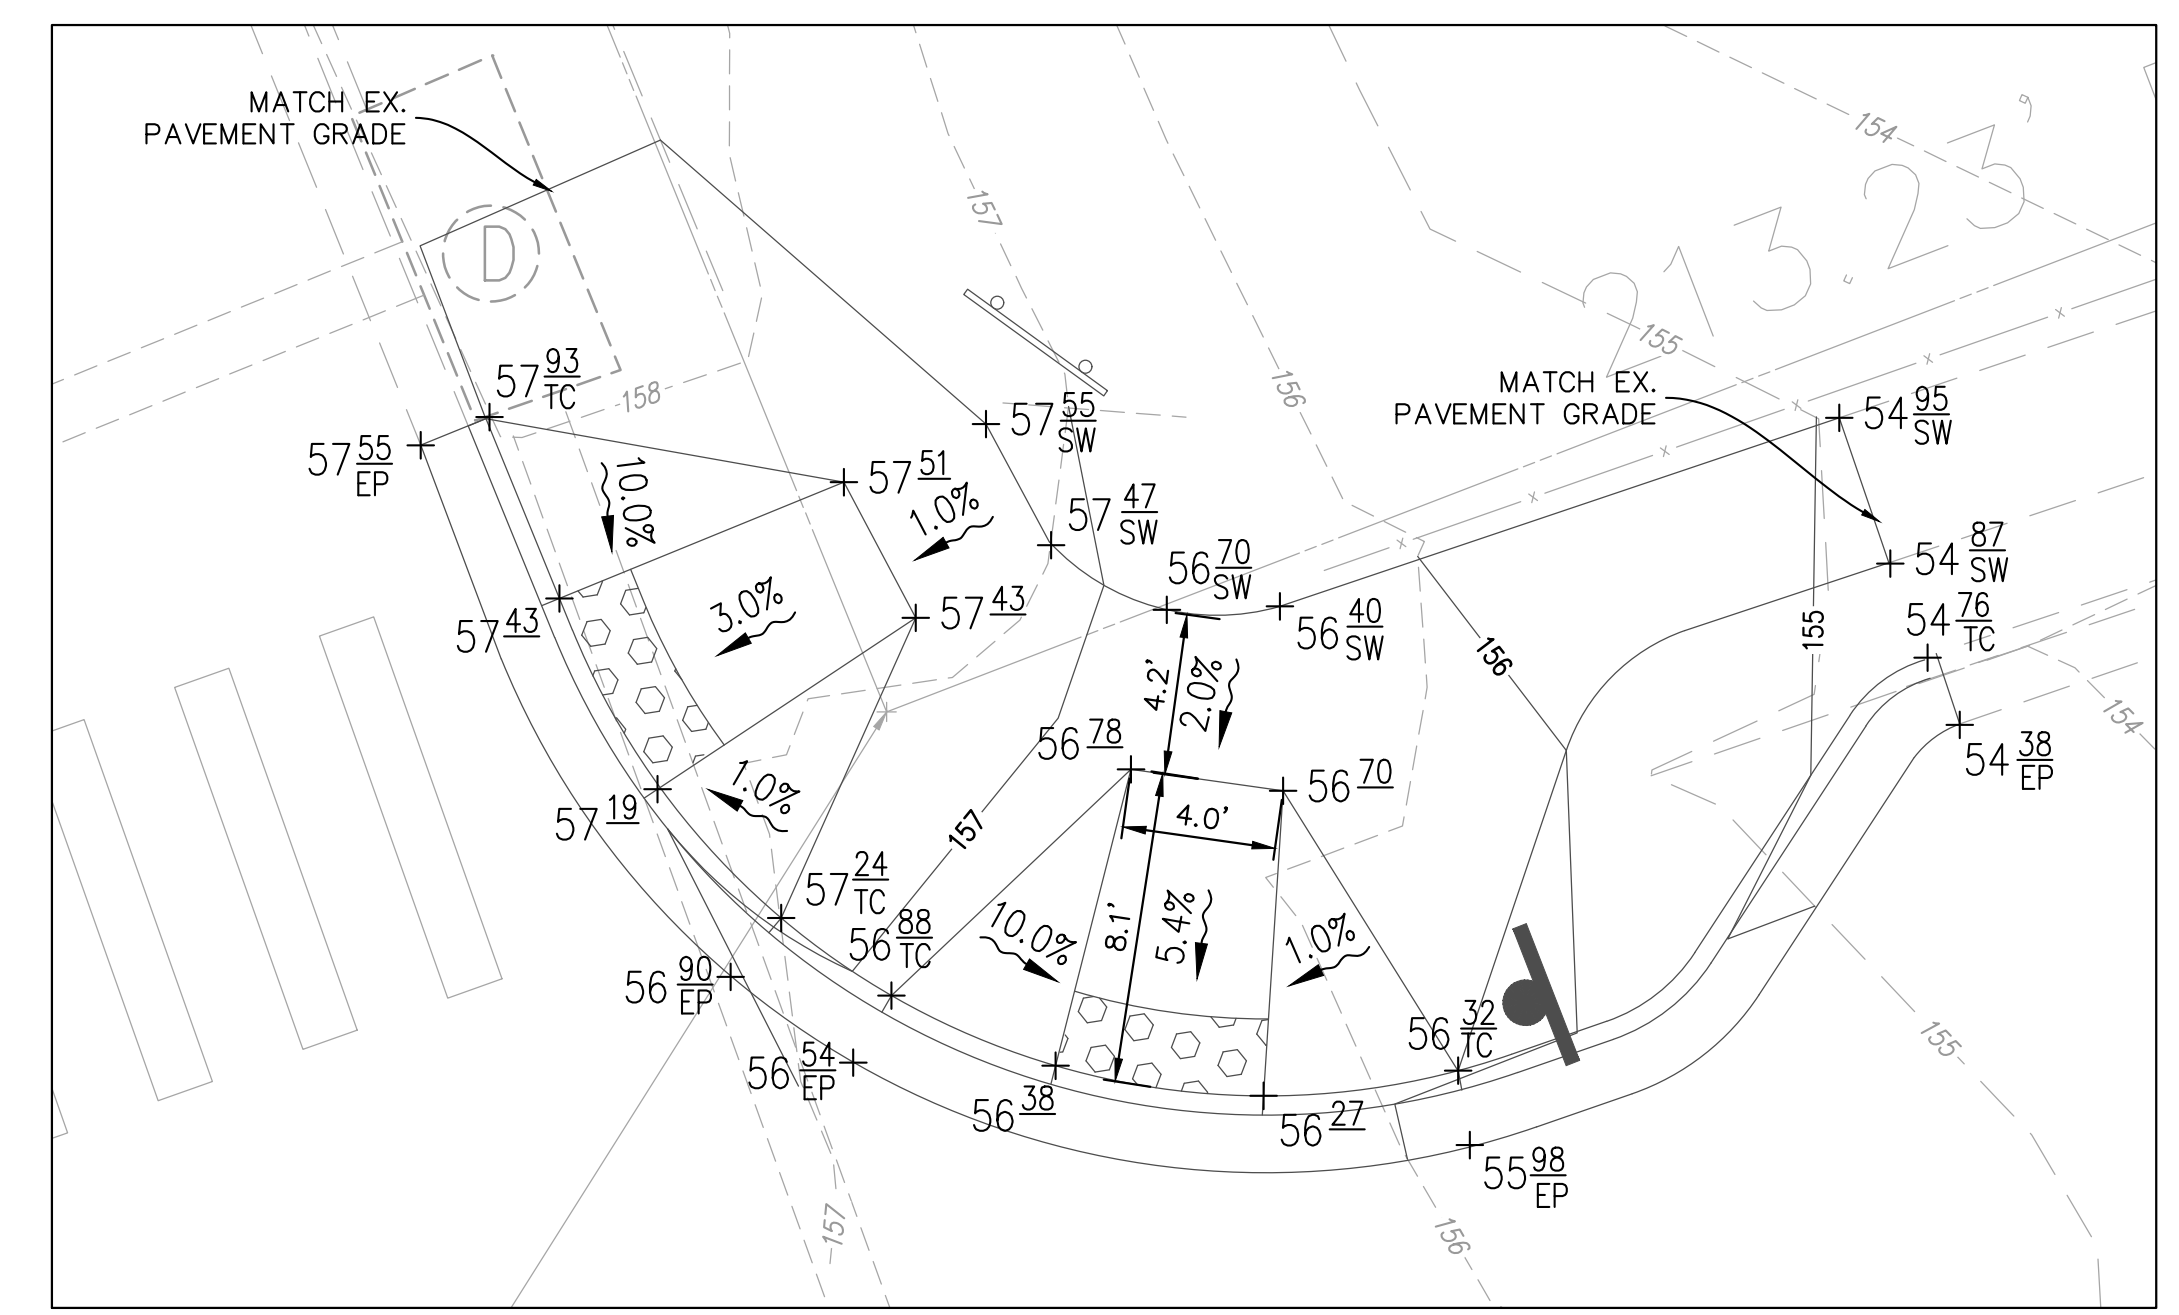 MATCH EX.
PAVEMENT GRADE
154
213.23'
157
D
155
158
156
MATCH EX.
PAVEMENT GRADE
57 93
TC
57 55
SW
54 95
SW
57 55
EP
10.0%
57 51
1.0%
57 47
SW
56 70
SW
54 87
SW
57 43
3.0%
57 43
56 40
SW
156
155
54 76
TC
4.2'
2.0%
154
56 78
56 70
54 38
EP
57 19
1.0%
157
4.0'
57 24
TC
56 88
TC
10.0%
8.1'
5.4%
1.0%
56 90
EP
56 32
TC
155
56 54
EP
56 38
56 27
55 98
EP
157
156